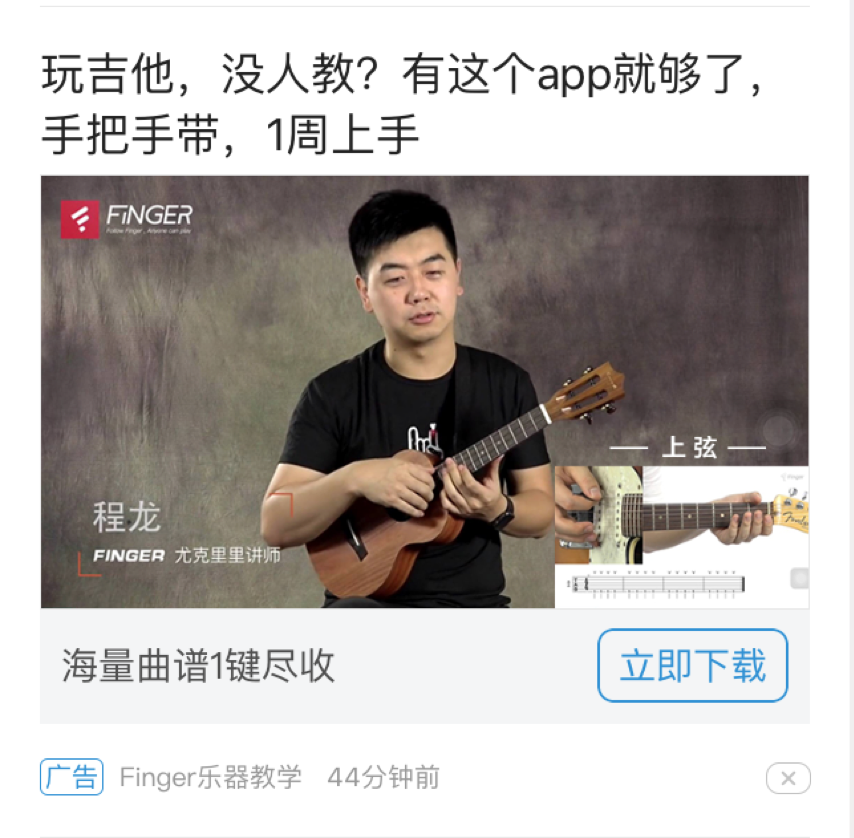 玩吉他，没人教？有这个app就够了，
手把手带，1周上手
FiNGER
Follow Finger , Anyone can play
上弦
程龙
FINGER 尤克里里讲师
海量曲谱1键尽收
立即下载
广告 Finger乐器教学 44分钟前